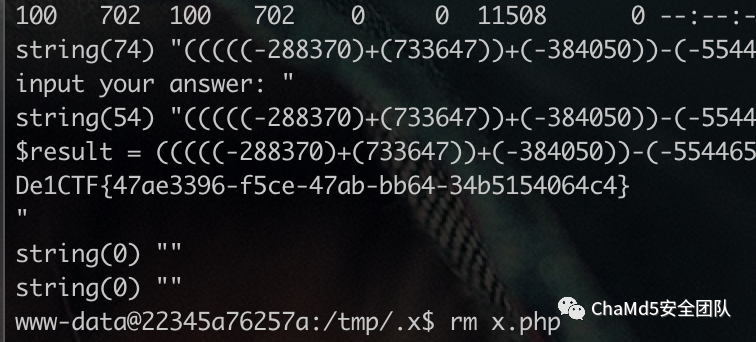 100   702  100   702    0     0  11508      0 --:--:-
string(74) "(((((-288370)+(733647))+(-384050))-(-5544
input your answer: "
string(54) "(((((-288370)+(733647))+(-384050))-(-5544
$result = (((((-288370)+(733647))+(-384050))-(-554465
De1CTF{47ae3396-f5ce-47ab-bb64-34b5154064c4}
"
string(0) ""
string(0) ""
www-data@22345a76257a:/tmp/.x$ rm x.php
ChaMd5安全团队